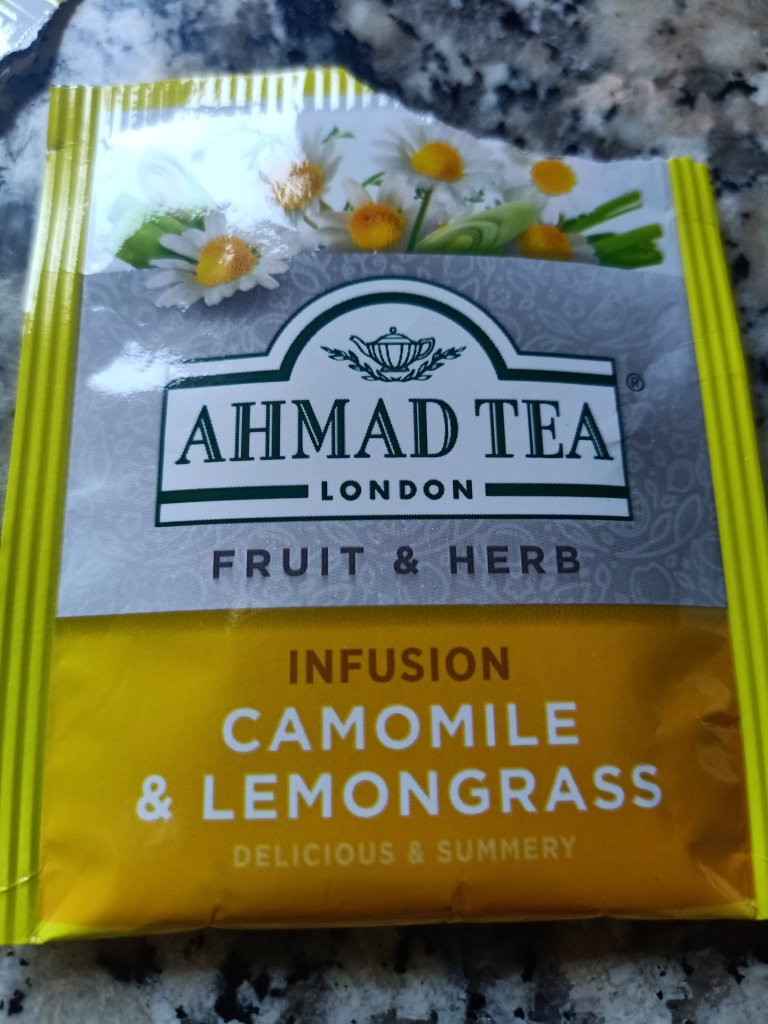 AHMAD TEA
®
LONDON
FRUIT & HERB
INFUSION
CAMOMILE
& LEMONGRASS
DELICIOUS & SUMMERY